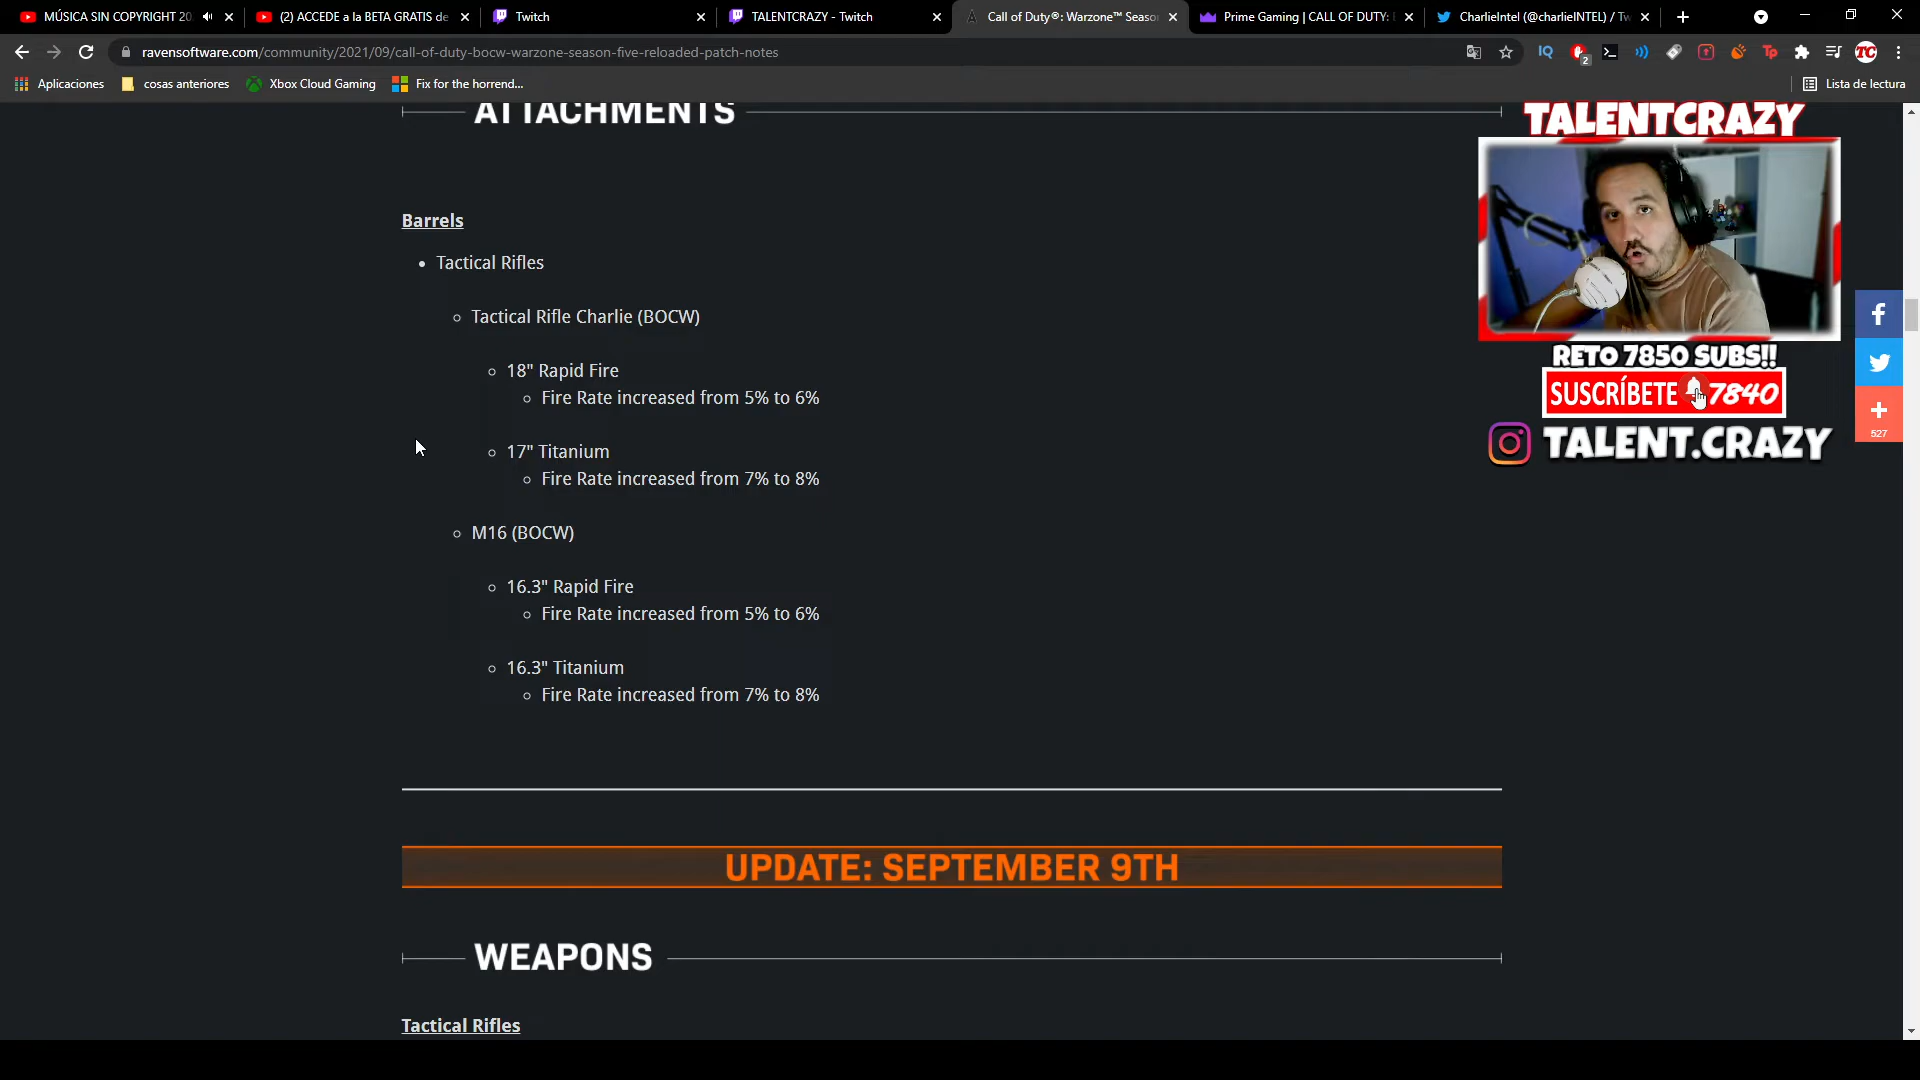 MÚSICA SIN COPYRIGHT 20
(2) ACCEDE a la BETA GRATIS de
Twitch
TALENTCRAZY - Twitch
Call of Duty®: Warzone™ Seaso
Prime Gaming | CALL OF DUTY:
CharlieIntel (@charlieINTEL) / Tw
ravensoftware.com/community/2021/09/call-of-duty-bocw-warzone-season-five-reloaded-patch-notes
IQ
2
Tp
TC
Aplicaciones
cosas anteriores
Xbox Cloud Gaming
Fix for the horrend...
Lista de lectura
ATTACHMENTS
TALENTCRAZY
Barrels
Tactical Rifles
Tactical Rifle Charlie (BOCW)
18" Rapid Fire
Fire Rate increased from 5% to 6%
17" Titanium
Fire Rate increased from 7% to 8%
M16 (BOCW)
16.3" Rapid Fire
Fire Rate increased from 5% to 6%
16.3" Titanium
Fire Rate increased from 7% to 8%
RETO 7850 SUBS!!
SUSCRÍBETE 7840
TALENT.CRAZY
527
UPDATE: SEPTEMBER 9TH
WEAPONS
Tactical Rifles